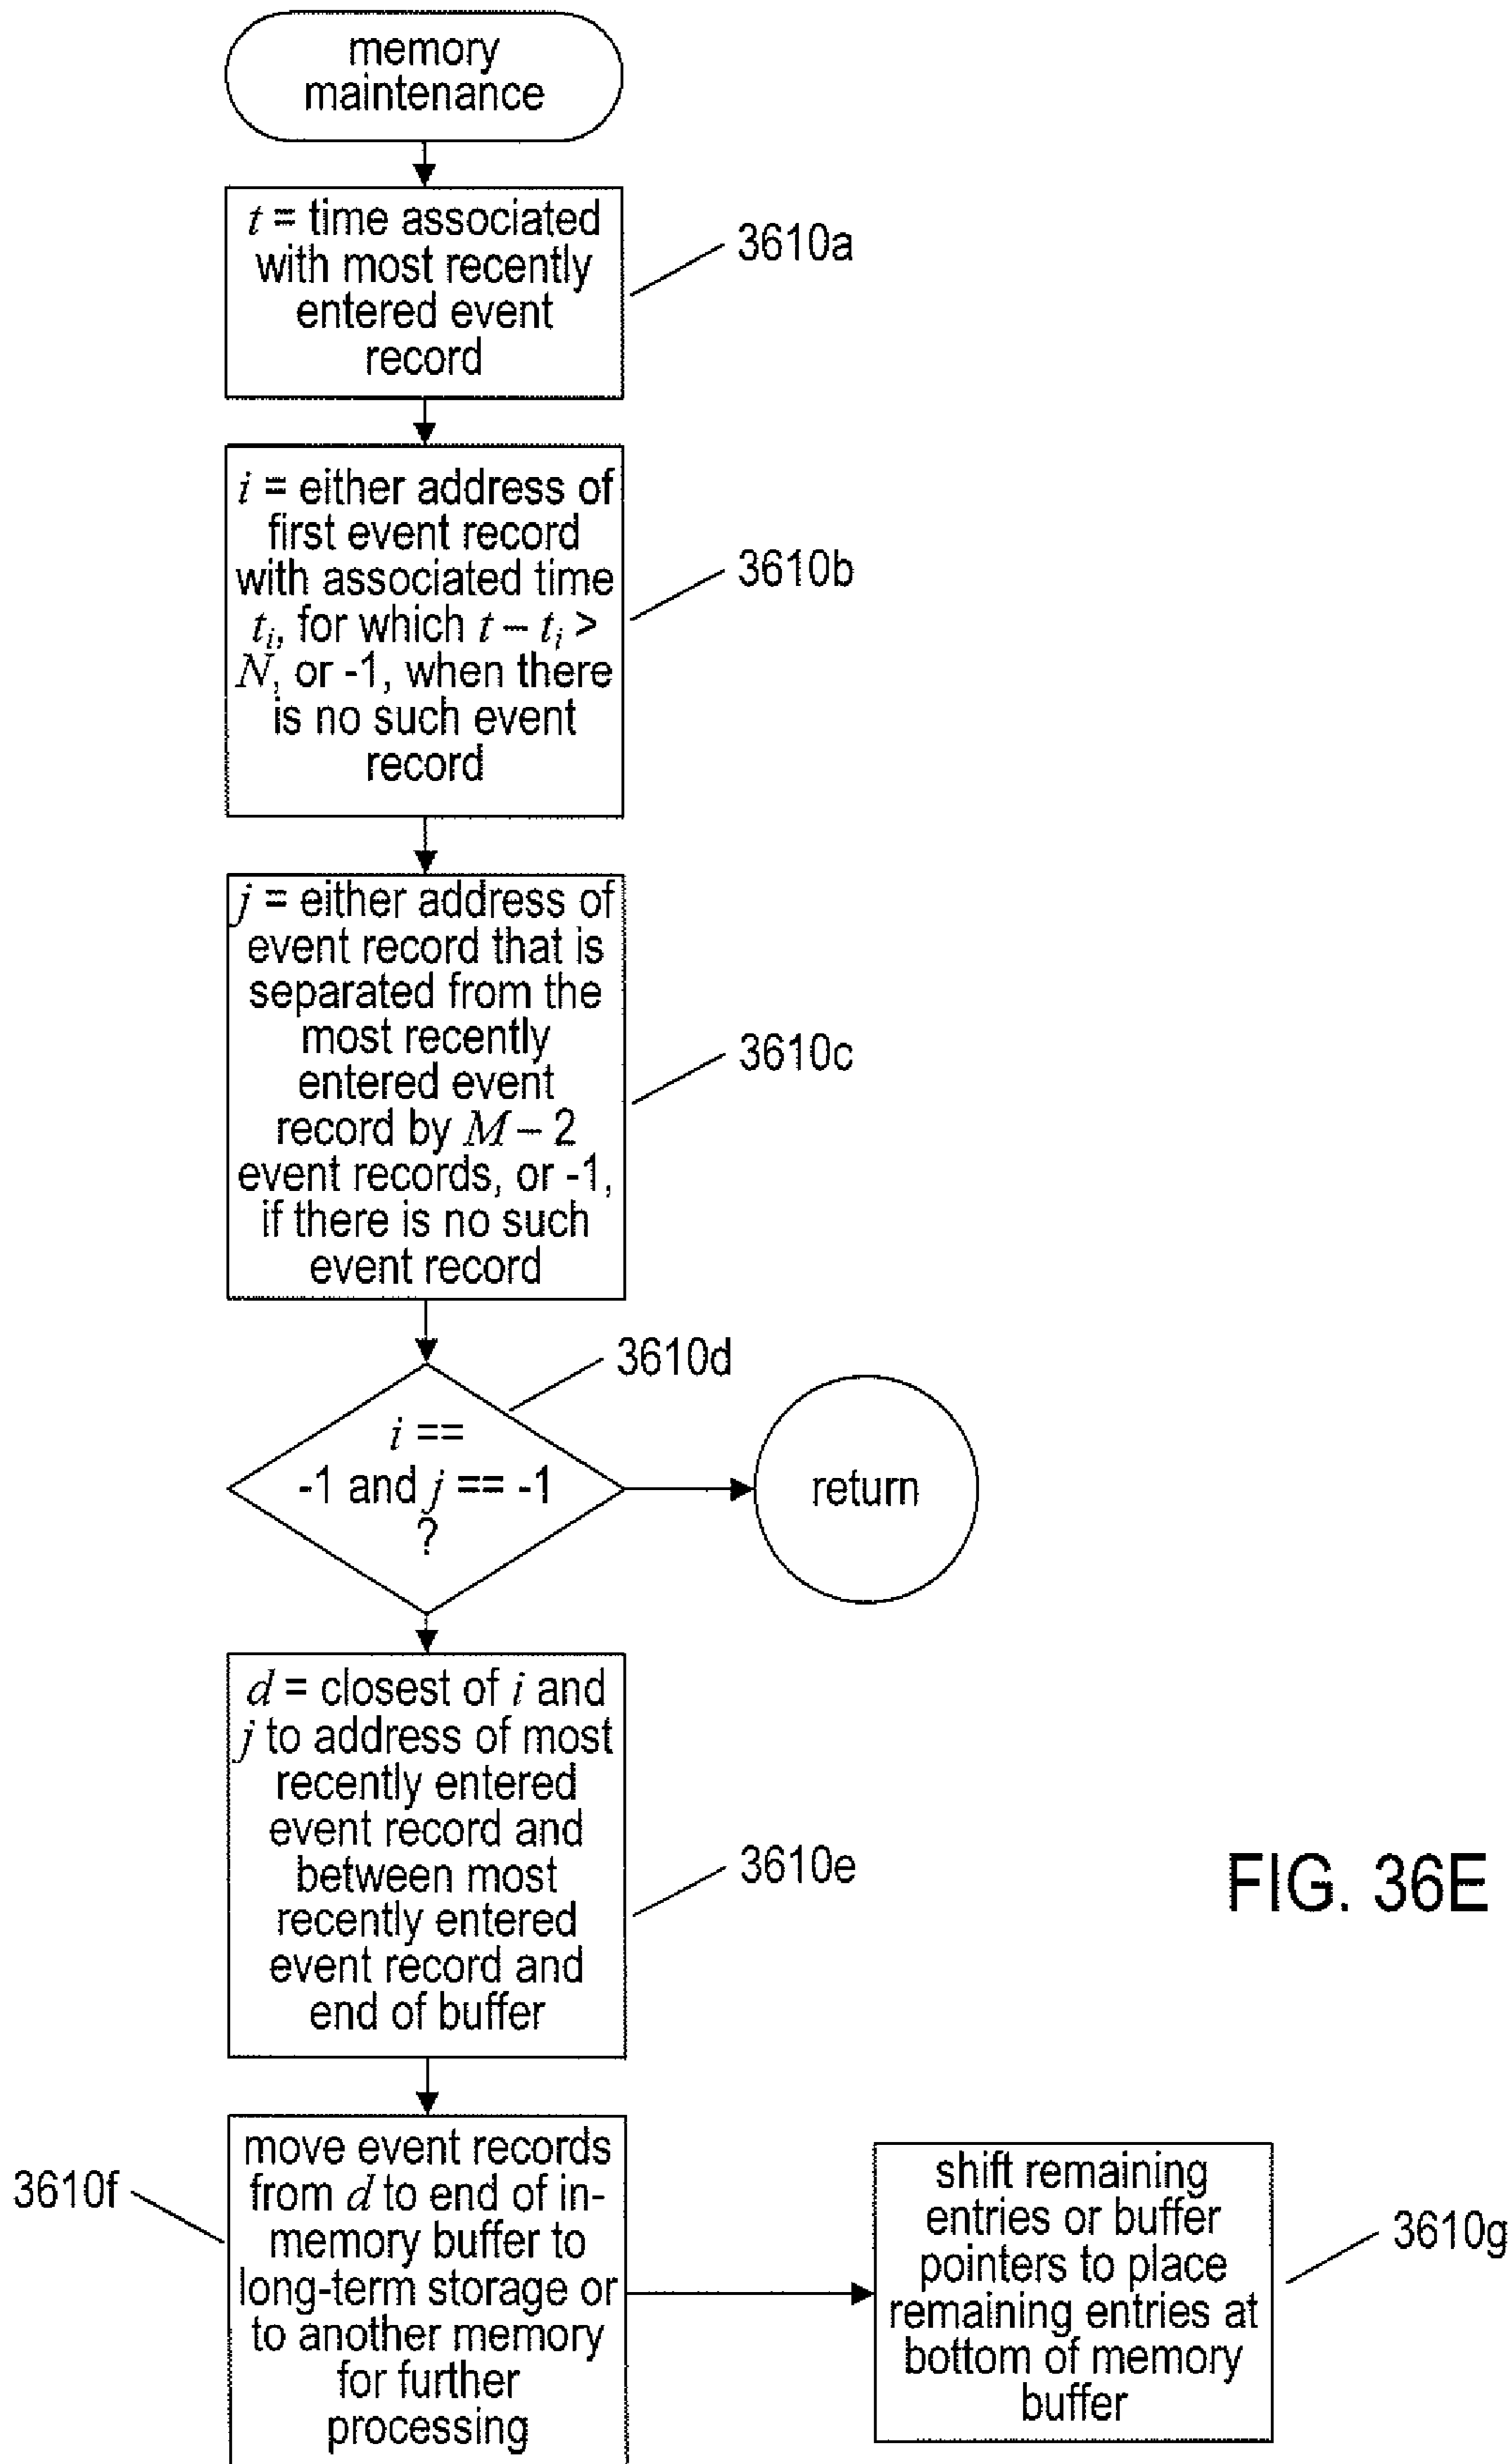 memory
maintenance
t = time associated
with most recently
entered event
record
3610a
i = either address of
first event record
with associated time
tᵢ, for which t – tᵢ >
N, or -1, when there
is no such event
record
3610b
j = either address of
event record that is
separated from the
most recently
entered event
record by M – 2
event records, or -1,
if there is no such
event record
3610c
3610d
i ==
-1 and j == -1
?
return
d = closest of i and
j to address of most
recently entered
event record and
between most
recently entered
event record and
end of buffer
3610e
FIG. 36E
3610f
move event records
from d to end of in-
memory buffer to
long-term storage or
to another memory
for further
processing
shift remaining
entries or buffer
pointers to place
remaining entries at
bottom of memory
buffer
3610g